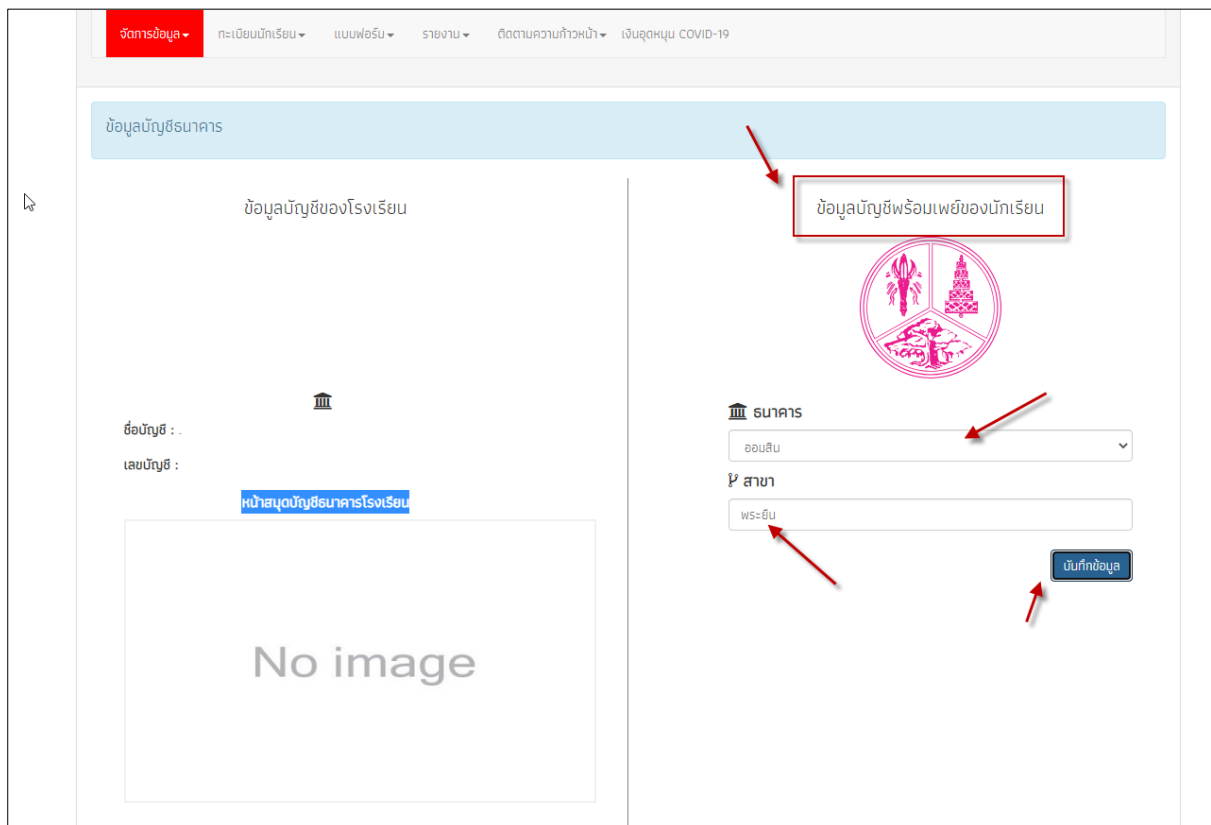 จัดการข้อมูล ทะเบียนนักเรียน แบบฟอร์ม รายงาน ติดตามความก้าวหน้า เงินอุดหนุน COVID-19
ข้อมูลบัญชีธนาคาร
ข้อมูลบัญชีของโรงเรียน
ชื่อบัญชี : .
เลขบัญชี :
หน้าสมุดบัญชีธนาคารโรงเรียน
No image
ข้อมูลบัญชีพร้อมเพย์ของนักเรียน
ธนาคาร
ออมสิน
สาขา
พระยืน
บันทึกข้อมูล